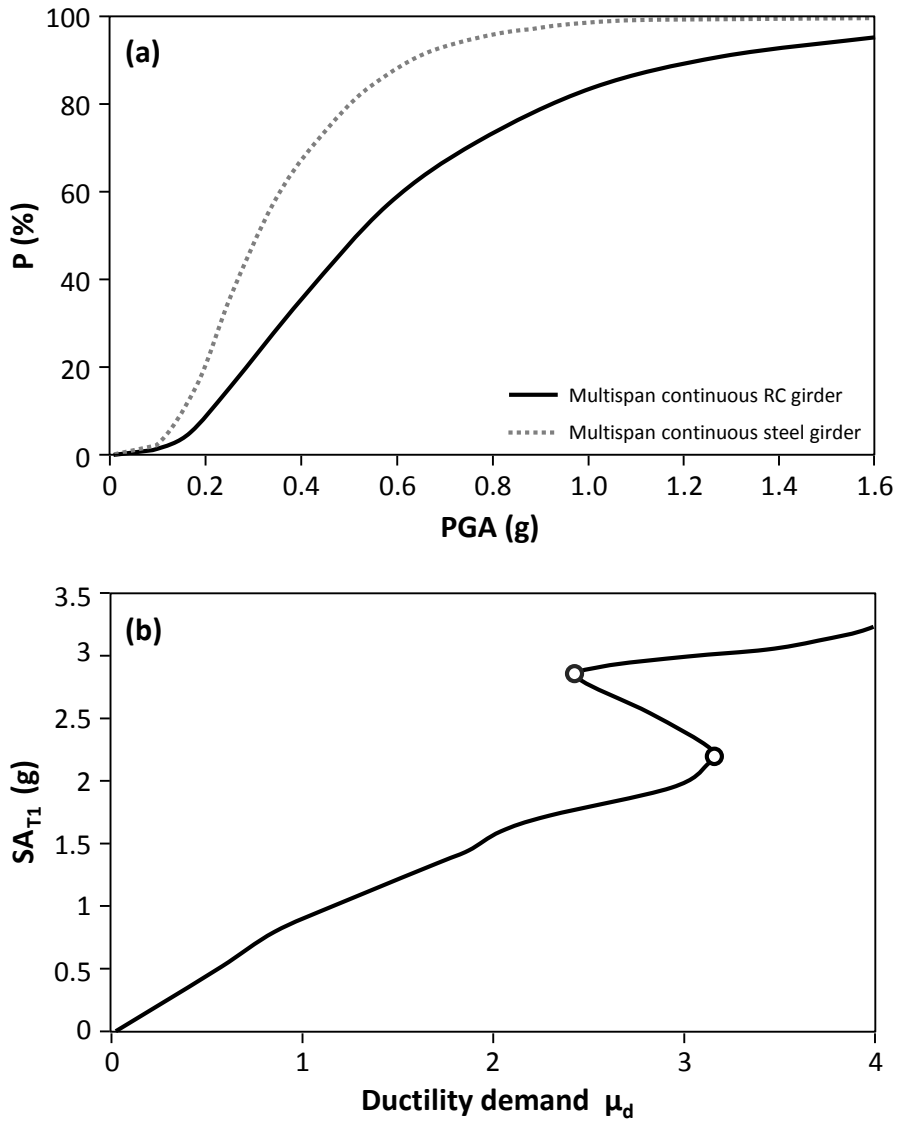 (a)
P (%)
100
80
60
40
20
0
Multispan continuous RC girder
Multispan continuous steel girder
0 0.2 0.4 0.6 0.8 1.0 1.2 1.4 1.6
PGA (g)
(b)
SA_T1 (g)
3.5
3
2.5
2
1.5
1
0.5
0
0 1 2 3 4
Ductility demand μd